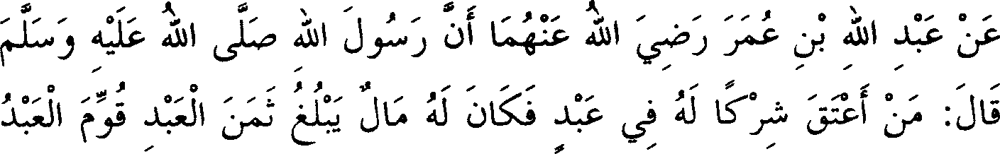 عَنْ عَبْدِ اللهِ بْنِ عُمَرَ رَضِيَ اللهُ عَنْهُمَا أَنَّ رَسُولَ اللهِ صَلَّى اللهُ عَلَيْهِ وَسَلَّمَ
قَالَ: مَنْ أَعْتَقَ شِرْكًا لَهُ فِي عَبْدٍ فَكَانَ لَهُ مَالٌ يَبْلُغُ ثَمَنَ الْعَبْدِ قُوِّمَ الْعَبْدُ